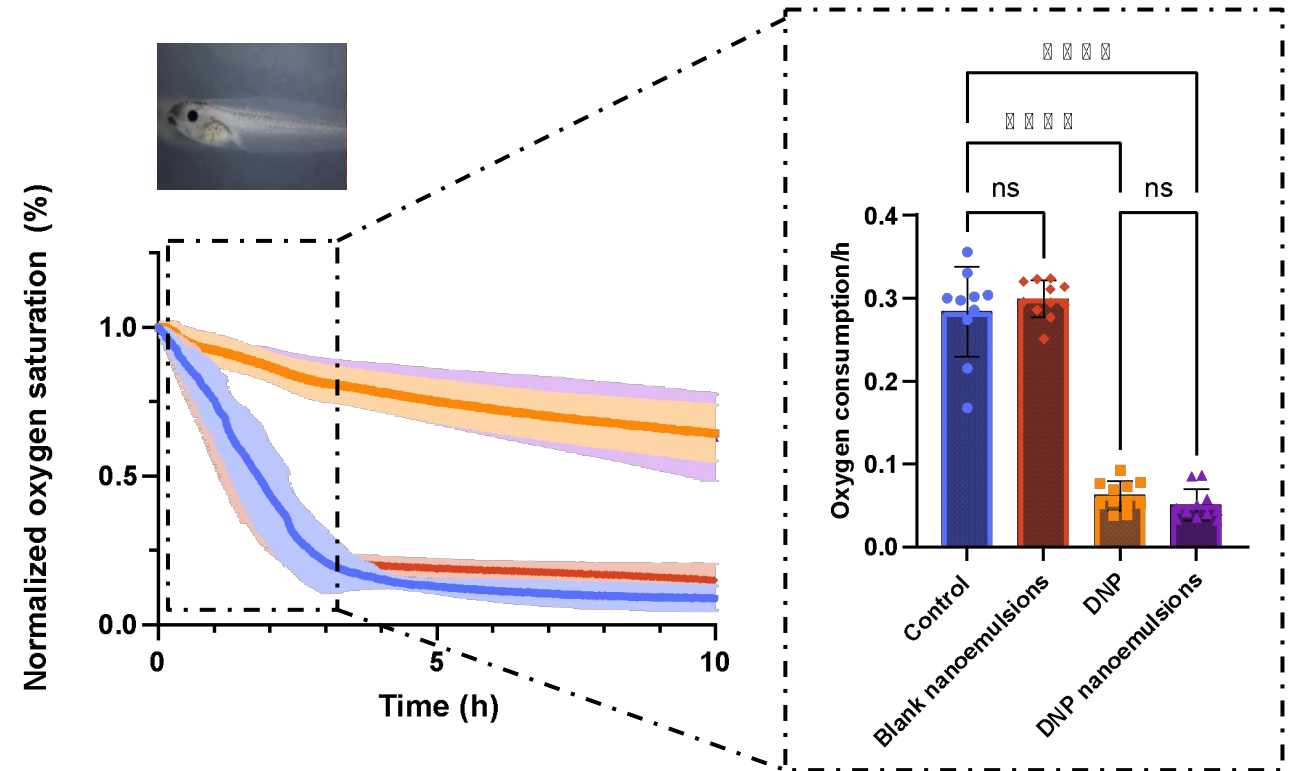 Normalized oxygen saturation (%)
1.0
0.5
0.0
0
5
10
Time (h)
ns
ns
Oxygen consumption/h
0.4
0.3
0.2
0.1
0.0
Control
Blank nanoemulsions
DNP
DNP nanoemulsions